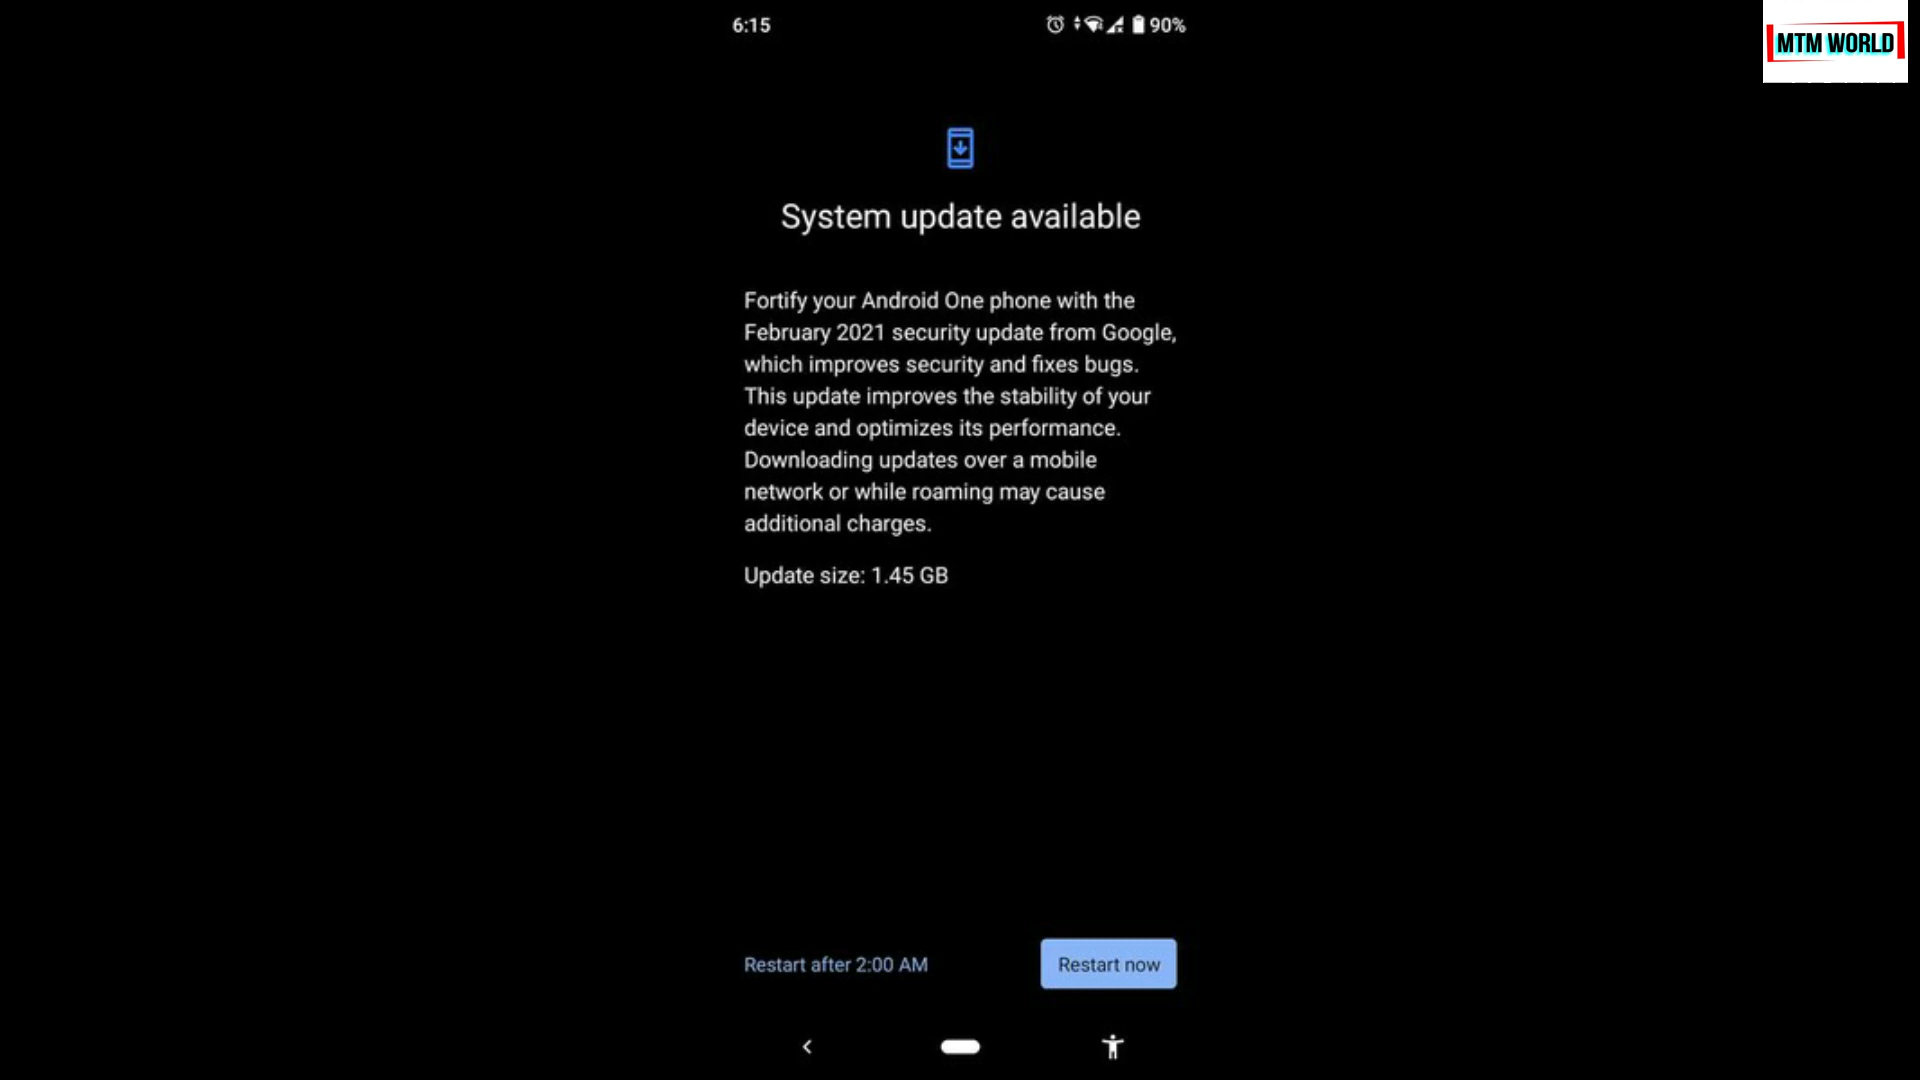 6:15
90%
MTM WORLD
System update available
Fortify your Android One phone with the
February 2021 security update from Google,
which improves security and fixes bugs.
This update improves the stability of your
device and optimizes its performance.
Downloading updates over a mobile
network or while roaming may cause
additional charges.
Update size: 1.45 GB
Restart after 2:00 AM
Restart now